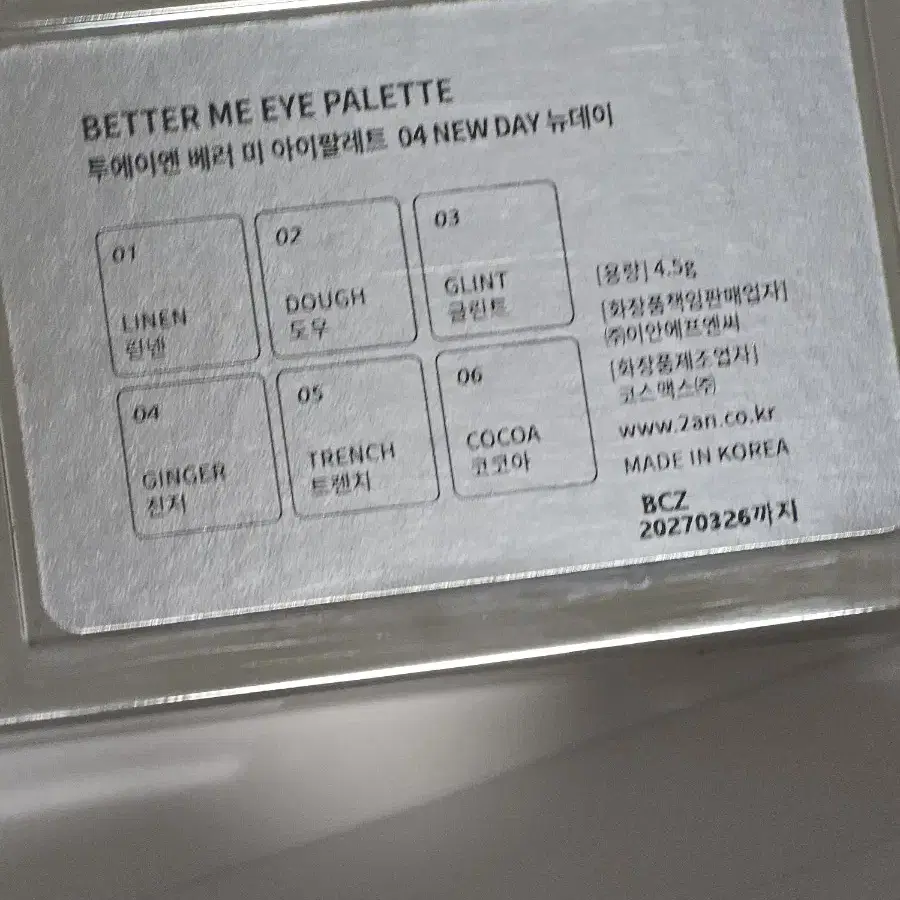 BETTER ME EYE PALETTE
투에이엔 베러 미 아이팔레트 04 NEW DAY 뉴데이
01
LINEN
린넨
02
DOUGH
도우
03
GLINT
글린트
04
GINGER
진저
05
TRENCH
트렌치
06
COCOA
코코아
[용량] 4.5g
[화장품책임판매업자]
㈜이안에프엔씨
[화장품제조업자]
코스맥스㈜
www.2an.co.kr
MADE IN KOREA
BCZ
20270326까지